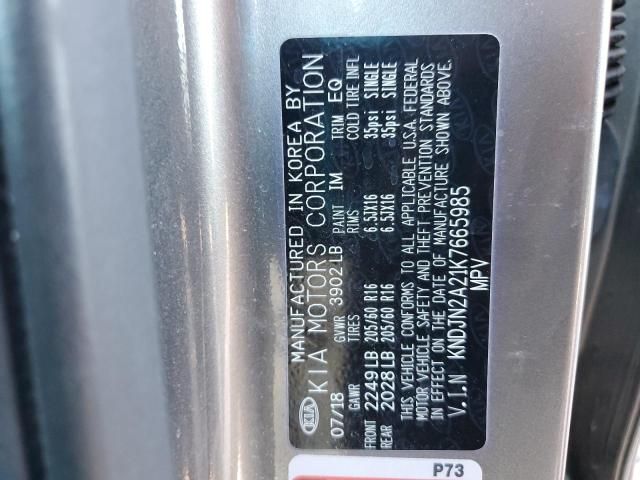 MANUFACTURED IN KOREA BY
KIA KIA MOTORS CORPORATION
07/18 GVWR 3902LB PAINT IM TRIM EQ
GAWR TIRES RIMS COLD TIRE INFL
FRONT 2249LB 205/60 R16 6.5JX16 35psi SINGLE
REAR 2028LB 205/60 R16 6.5JX16 35psi SINGLE
THIS VEHICLE CONFORMS TO ALL APPLICABLE U.S.A. FEDERAL
MOTOR VEHICLE SAFETY AND THEFT PREVENTION STANDARDS
IN EFFECT ON THE DATE OF MANUFACTURE SHOWN ABOVE.
V.I.N KNDJN2A21K7665985
MPV
P73